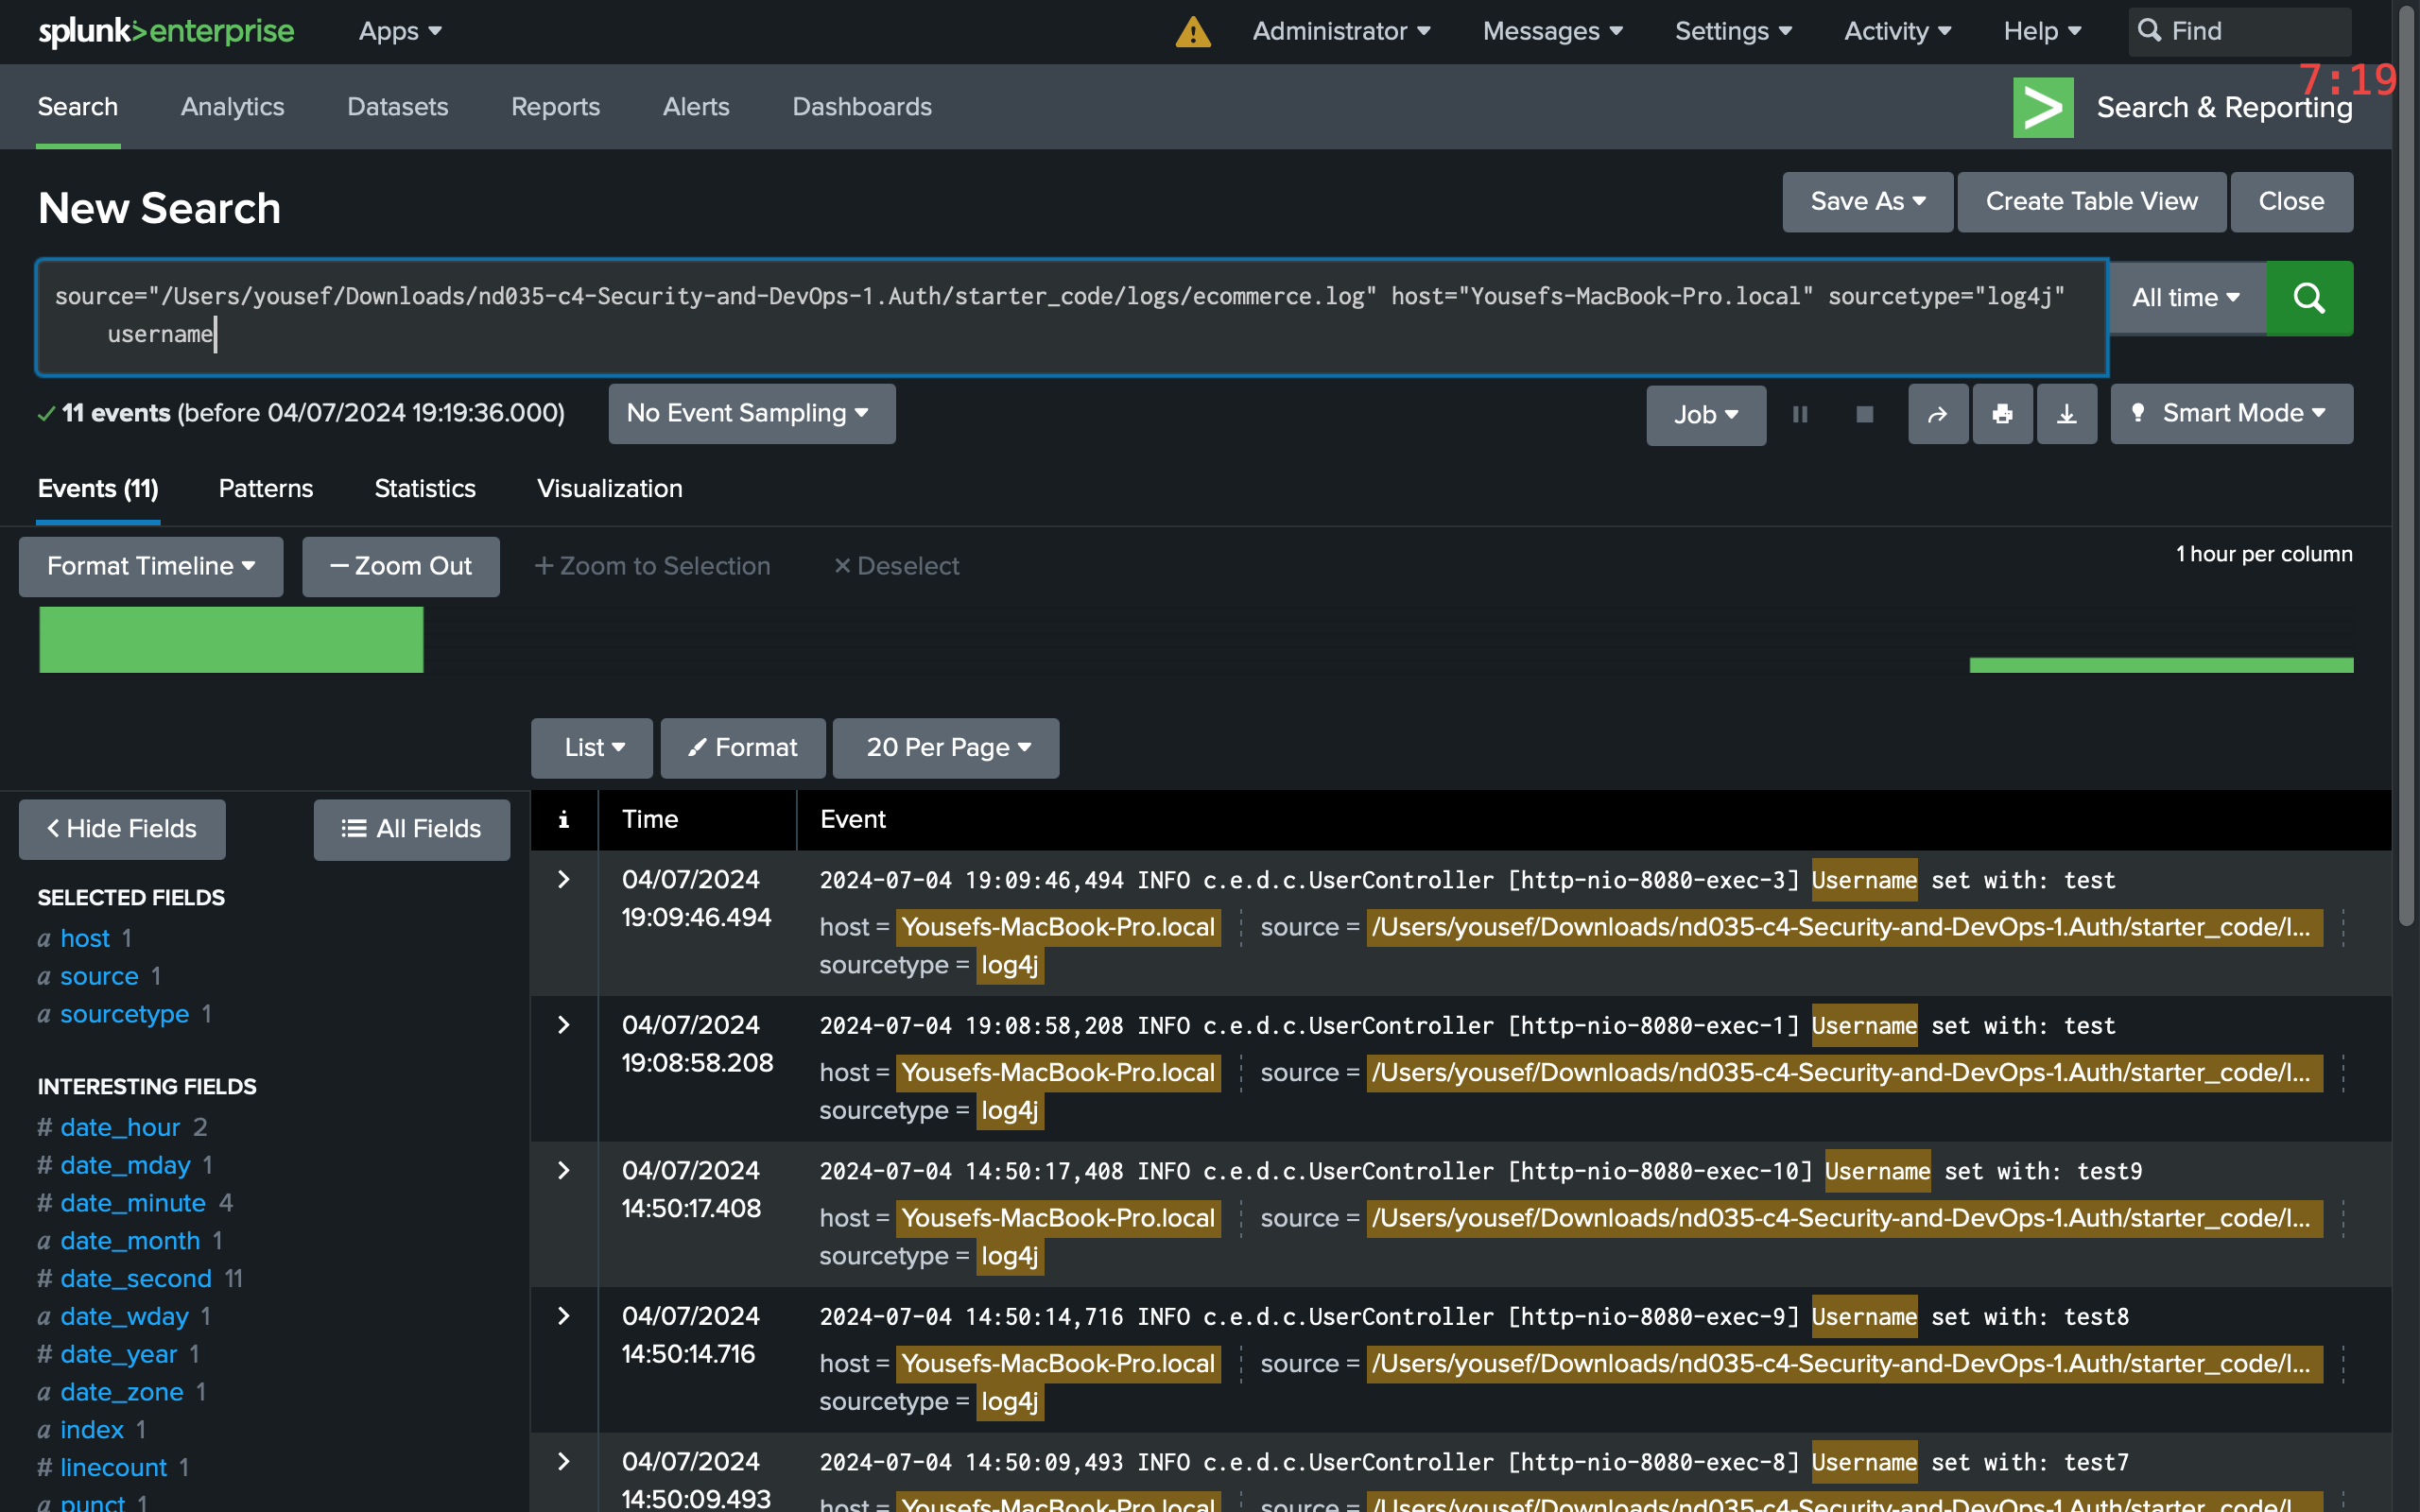 splunk>enterprise Apps Administrator Messages Settings Activity Help Find
7:19
Search Analytics Datasets Reports Alerts Dashboards Search & Reporting
New Search Save As Create Table View Close
source="/Users/yousef/Downloads/nd035-c4-Security-and-DevOps-1.Auth/starter_code/logs/ecommerce.log" host="Yousefs-MacBook-Pro.local" sourcetype="log4j" All time
username
11 events (before 04/07/2024 19:19:36.000) No Event Sampling Job Smart Mode
Events (11) Patterns Statistics Visualization
Format Timeline — Zoom Out + Zoom to Selection × Deselect 1 hour per column
List Format 20 Per Page
Hide Fields All Fields
i Time Event
SELECTED FIELDS
a host 1
a source 1
a sourcetype 1
INTERESTING FIELDS
# date_hour 2
# date_mday 1
# date_minute 4
a date_month 1
# date_second 11
a date_wday 1
# date_year 1
a date_zone 1
a index 1
# linecount 1
a punct 1
04/07/2024 2024-07-04 19:09:46,494 INFO c.e.d.c.UserController [http-nio-8080-exec-3] Username set with: test
19:09:46.494 host = Yousefs-MacBook-Pro.local source = /Users/yousef/Downloads/nd035-c4-Security-and-DevOps-1.Auth/starter_code/l...
sourcetype = log4j
04/07/2024 2024-07-04 19:08:58,208 INFO c.e.d.c.UserController [http-nio-8080-exec-1] Username set with: test
19:08:58.208 host = Yousefs-MacBook-Pro.local source = /Users/yousef/Downloads/nd035-c4-Security-and-DevOps-1.Auth/starter_code/l...
sourcetype = log4j
04/07/2024 2024-07-04 14:50:17,408 INFO c.e.d.c.UserController [http-nio-8080-exec-10] Username set with: test9
14:50:17.408 host = Yousefs-MacBook-Pro.local source = /Users/yousef/Downloads/nd035-c4-Security-and-DevOps-1.Auth/starter_code/l...
sourcetype = log4j
04/07/2024 2024-07-04 14:50:14,716 INFO c.e.d.c.UserController [http-nio-8080-exec-9] Username set with: test8
14:50:14.716 host = Yousefs-MacBook-Pro.local source = /Users/yousef/Downloads/nd035-c4-Security-and-DevOps-1.Auth/starter_code/l...
sourcetype = log4j
04/07/2024 2024-07-04 14:50:09,493 INFO c.e.d.c.UserController [http-nio-8080-exec-8] Username set with: test7
14:50:09.493 host = Yousefs-MacBook-Pro.local source = /Users/yousef/Downloads/nd035-c4-Security-and-DevOps-1.Auth/starter_code/l...